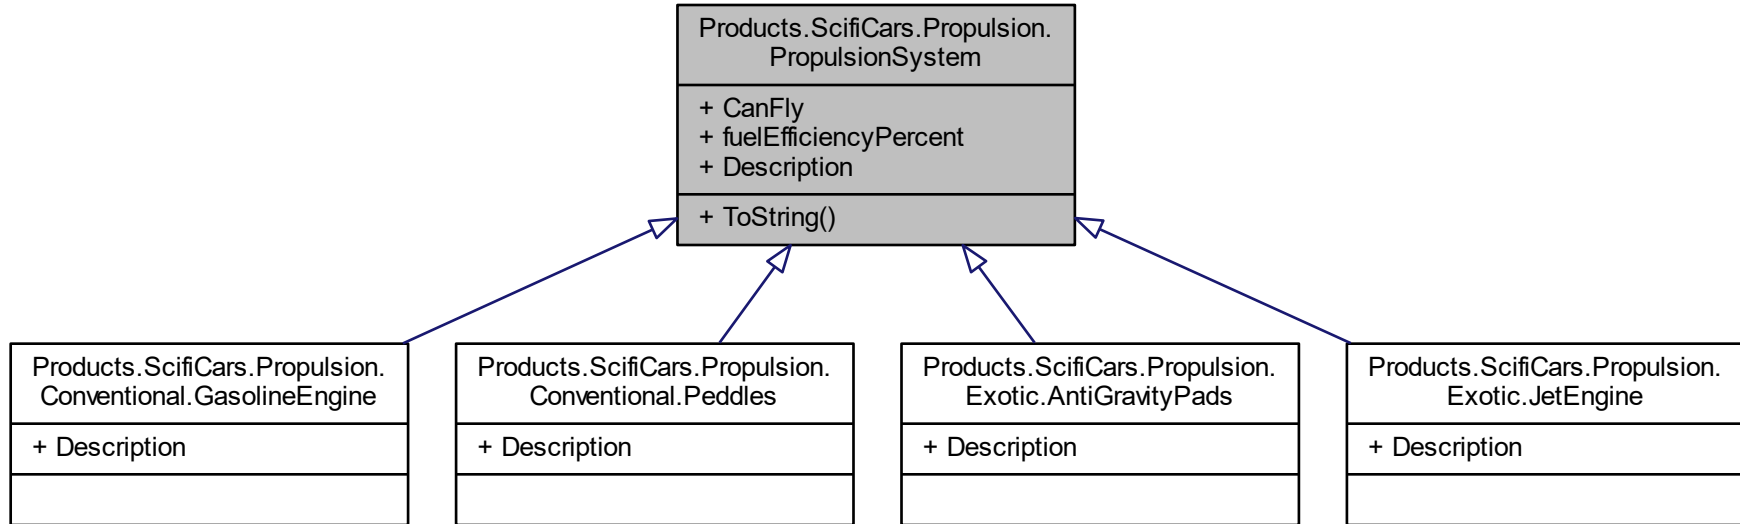 Products.ScifiCars.Propulsion.
PropulsionSystem
+ CanFly
+ fuelEfficiencyPercent
+ Description
+ ToString()
Products.ScifiCars.Propulsion.
Conventional.GasolineEngine
+ Description
Products.ScifiCars.Propulsion.
Conventional.Peddles
+ Description
Products.ScifiCars.Propulsion.
Exotic.AntiGravityPads
+ Description
Products.ScifiCars.Propulsion.
Exotic.JetEngine
+ Description